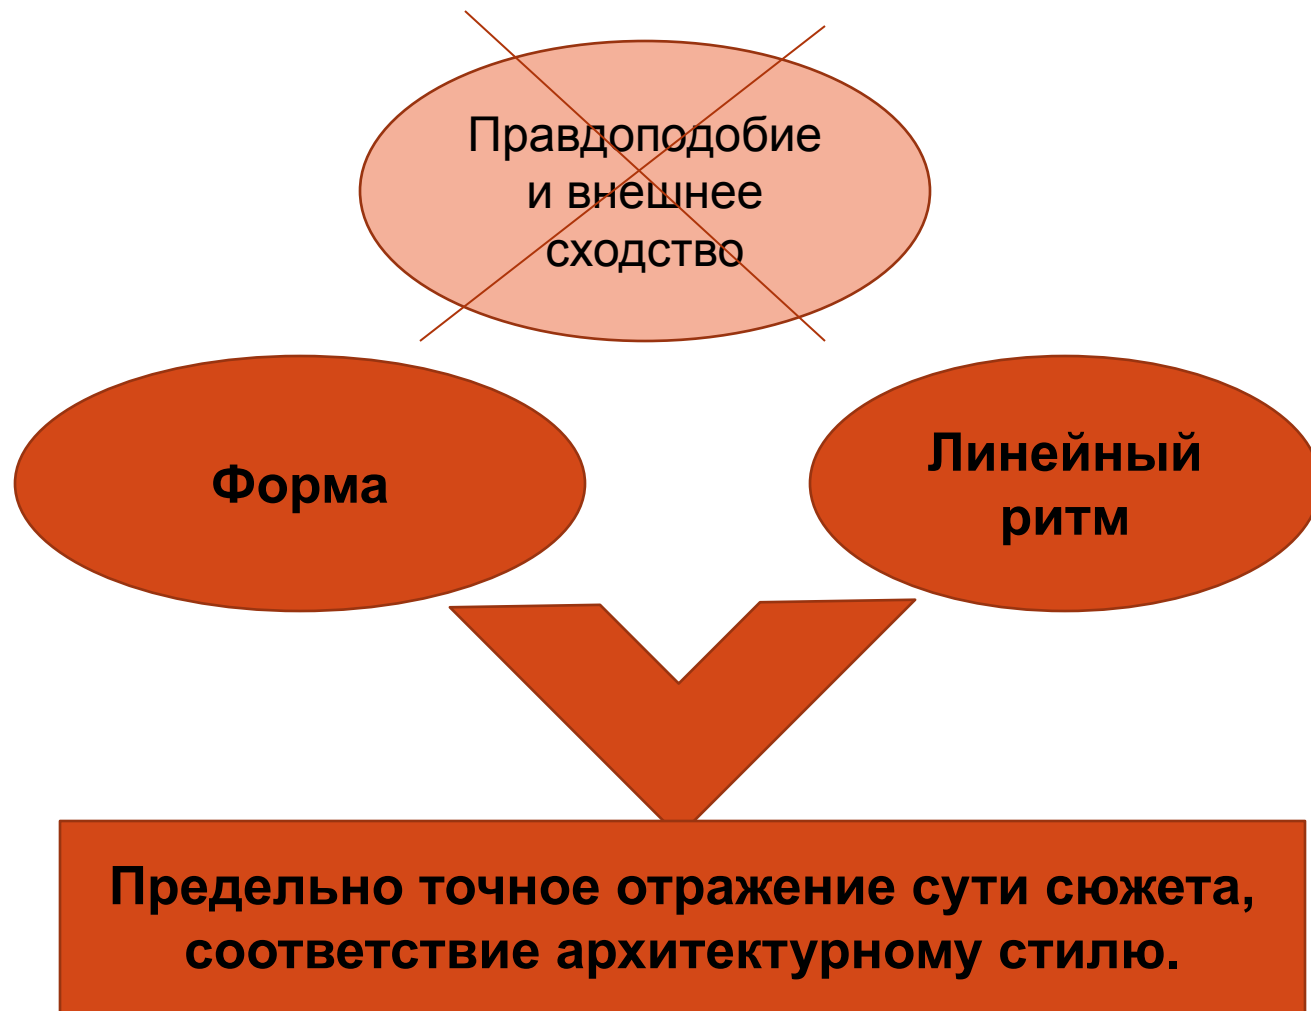 Правдоподобие
и внешнее
сходство
Форма
Линейный
ритм
Предельно точное отражение сути сюжета,
соответствие архитектурному стилю.